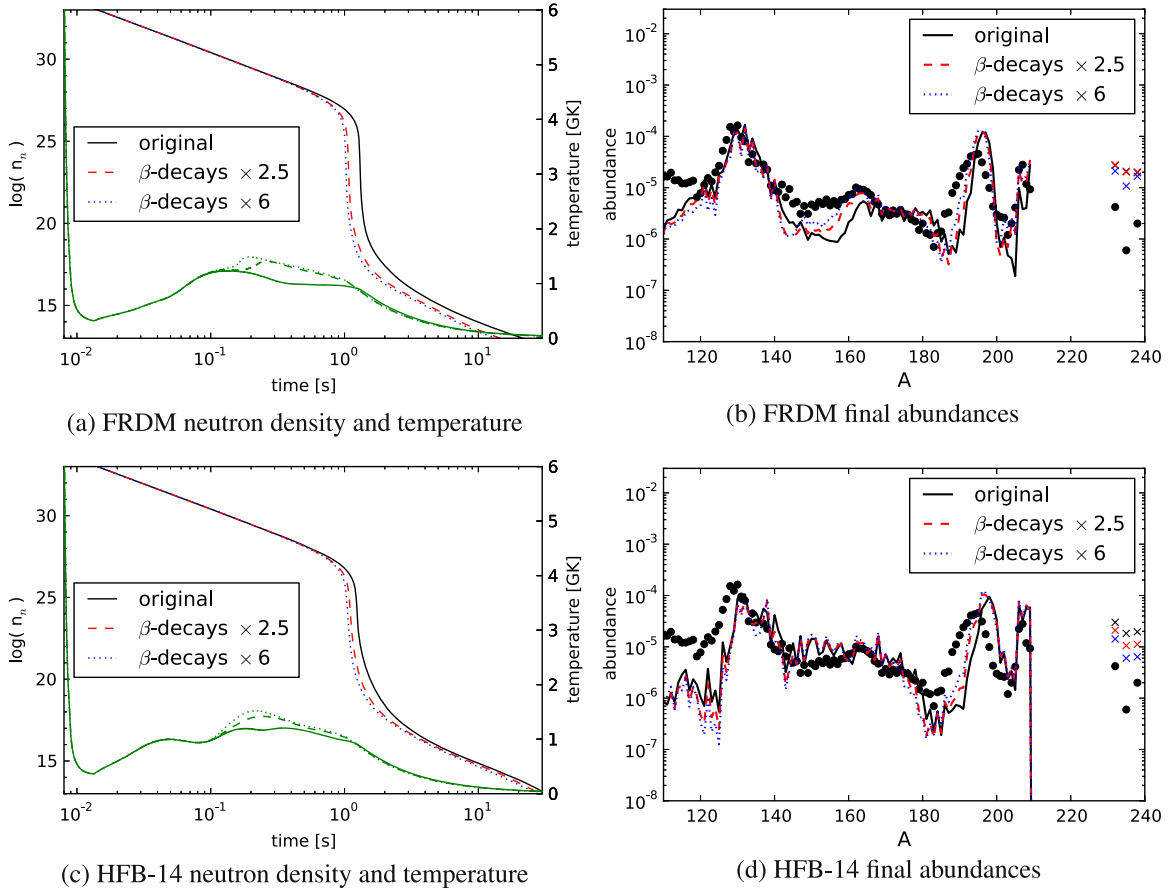 log( n_n )
30
25
20
15
original
β-decays × 2.5
β-decays × 6
6
5
4
3
2
1
0
temperature [GK]
10^-2 10^-1 10^0 10^1
time [s]
(a) FRDM neutron density and temperature
abundance
10^-2
10^-3
10^-4
10^-5
10^-6
10^-7
10^-8
original
β-decays × 2.5
β-decays × 6
120 140 160 180 200 220 240
A
(b) FRDM final abundances
log( n_n )
30
25
20
15
original
β-decays × 2.5
β-decays × 6
6
5
4
3
2
1
0
temperature [GK]
10^-2 10^-1 10^0 10^1
time [s]
(c) HFB-14 neutron density and temperature
abundance
10^-2
10^-3
10^-4
10^-5
10^-6
10^-7
10^-8
original
β-decays × 2.5
β-decays × 6
120 140 160 180 200 220 240
A
(d) HFB-14 final abundances